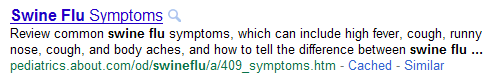 Swine Flu Symptoms
Review common swine flu symptoms, which can include high fever, cough, runny
nose, cough, and body aches, and how to tell the difference between swine flu ...
pediatrics.about.com/od/swineflu/a/409_symptoms.htm - Cached - Similar